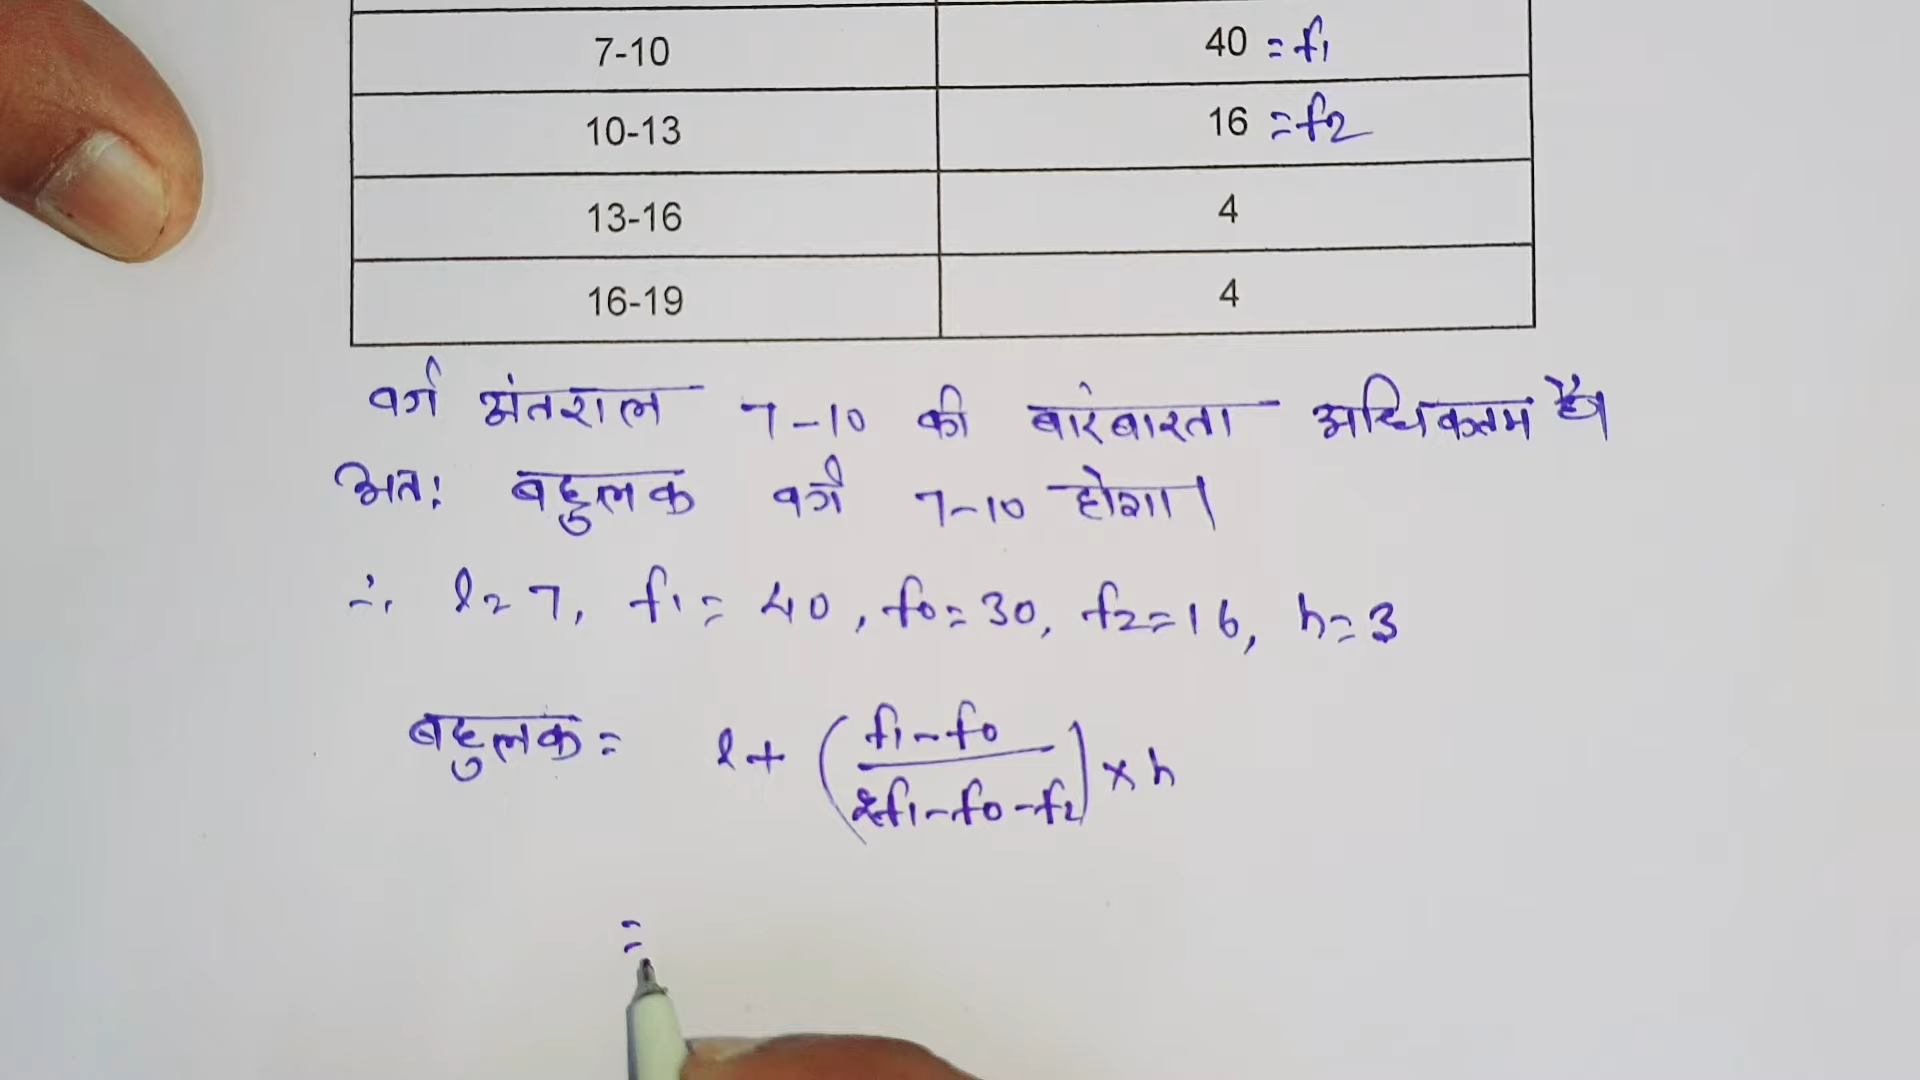 7-10 40 = f1
10-13 16 = f2
13-16 4
16-19 4
वर्ग अंतराल 7-10 की बारंबारता अधिकतम है।
अत: बहुलक वर्ग 7-10 होगा।
∴ l = 7, f1 = 40, f0 = 30, f2 = 16, h = 3
बहुलक = l + ( f1 - f0 / 2f1 - f0 - f2 ) × h
=